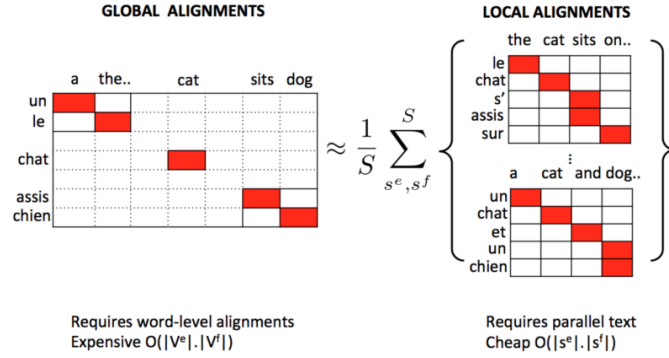 GLOBAL ALIGNMENTS
a the.. cat sits dog
un
le
chat
assis
chien
≈ 1/S S ∑ s^e, s^f
LOCAL ALIGNMENTS
the cat sits on..
le
chat
s'
assis
sur
⋮
a cat and dog..
un
chat
et
un
chien
Requires word-level alignments
Expensive O(|V^e|.|V^f|)
Requires parallel text
Cheap O(|s^e|.|s^f|)